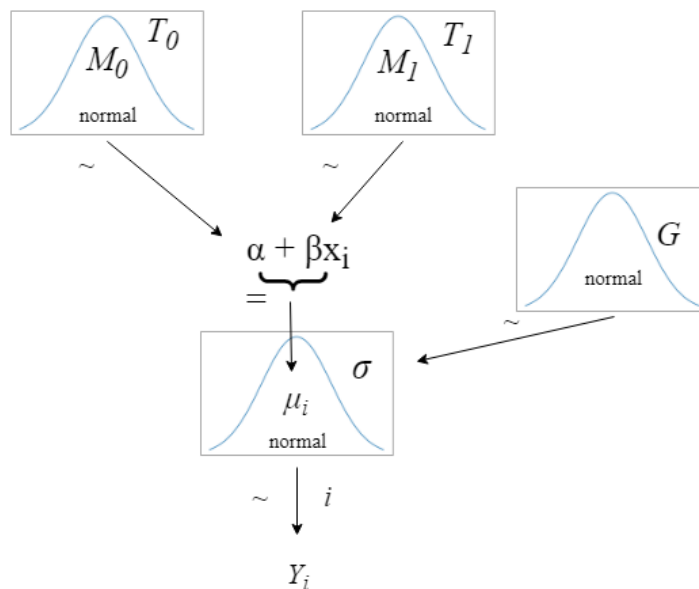 M₀ T₀
normal
M₁ T₁
normal
~ ~
G
normal
α + βxᵢ
=
~
σ
μᵢ
normal
~ i
Yᵢ